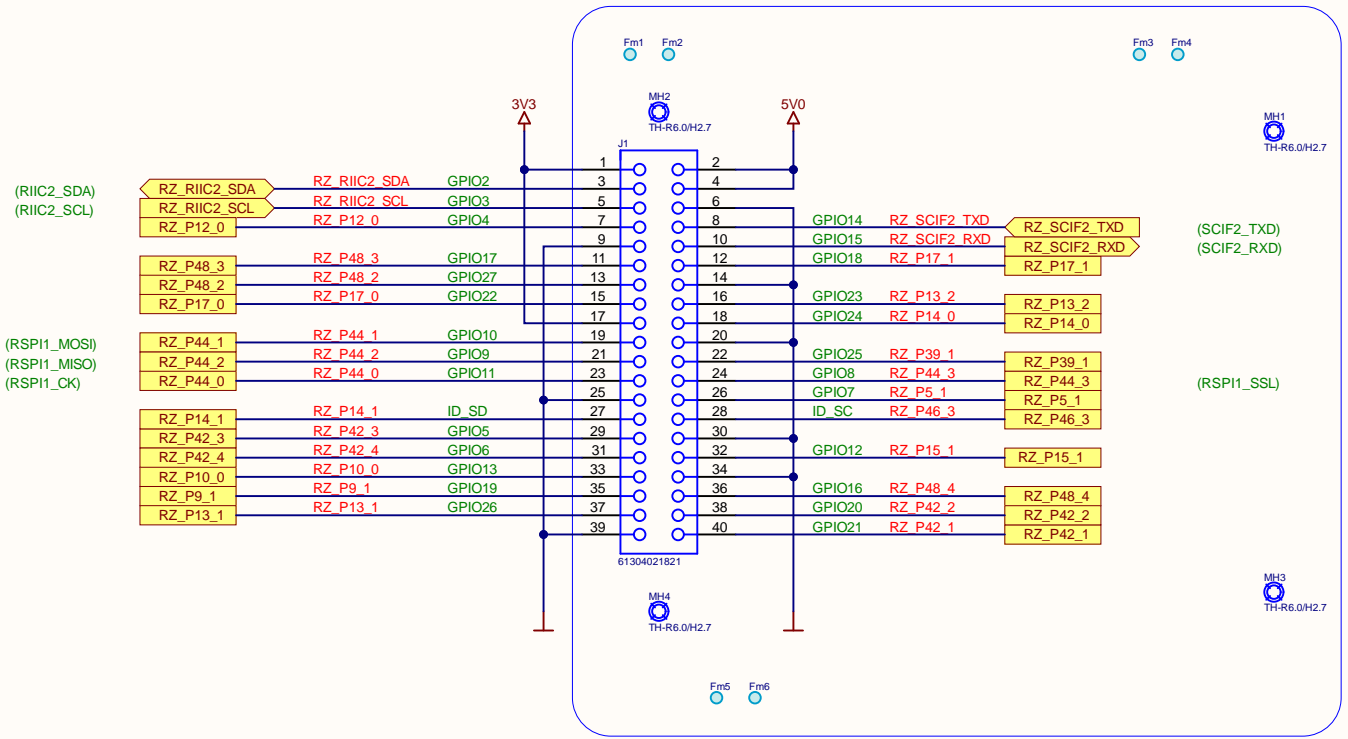 Fm1 Fm2 Fm3 Fm4
MH2
TH-R6.0/H2.7
MH1
TH-R6.0/H2.7
3V3 5V0
J1
1 2
(RIIC2_SDA) RZ_RIIC2_SDA RZ_RIIC2_SDA GPIO2 3 4
(RIIC2_SCL) RZ_RIIC2_SCL RZ_RIIC2_SCL GPIO3 5 6
RZ_P12_0 RZ_P12_0 GPIO4 7 8 GPIO14 RZ_SCIF2_TXD RZ_SCIF2_TXD (SCIF2_TXD)
9 10 GPIO15 RZ_SCIF2_RXD RZ_SCIF2_RXD (SCIF2_RXD)
RZ_P48_3 RZ_P48_3 GPIO17 11 12 GPIO18 RZ_P17_1 RZ_P17_1
RZ_P48_2 RZ_P48_2 GPIO27 13 14
RZ_P17_0 RZ_P17_0 GPIO22 15 16 GPIO23 RZ_P13_2 RZ_P13_2
17 18 GPIO24 RZ_P14_0 RZ_P14_0
(RSPI1_MOSI) RZ_P44_1 RZ_P44_1 GPIO10 19 20
(RSPI1_MISO) RZ_P44_2 RZ_P44_2 GPIO9 21 22 GPIO25 RZ_P39_1 RZ_P39_1
(RSPI1_CK) RZ_P44_0 RZ_P44_0 GPIO11 23 24 GPIO8 RZ_P44_3 RZ_P44_3 (RSPI1_SSL)
25 26 GPIO7 RZ_P5_1 RZ_P5_1
RZ_P14_1 RZ_P14_1 ID_SD 27 28 ID_SC RZ_P46_3 RZ_P46_3
RZ_P42_3 RZ_P42_3 GPIO5 29 30
RZ_P42_4 RZ_P42_4 GPIO6 31 32 GPIO12 RZ_P15_1 RZ_P15_1
RZ_P10_0 RZ_P10_0 GPIO13 33 34
RZ_P9_1 RZ_P9_1 GPIO19 35 36 GPIO16 RZ_P48_4 RZ_P48_4
RZ_P13_1 RZ_P13_1 GPIO26 37 38 GPIO20 RZ_P42_2 RZ_P42_2
39 40 GPIO21 RZ_P42_1 RZ_P42_1
61304021821
MH3
TH-R6.0/H2.7
MH4
TH-R6.0/H2.7
Fm5 Fm6